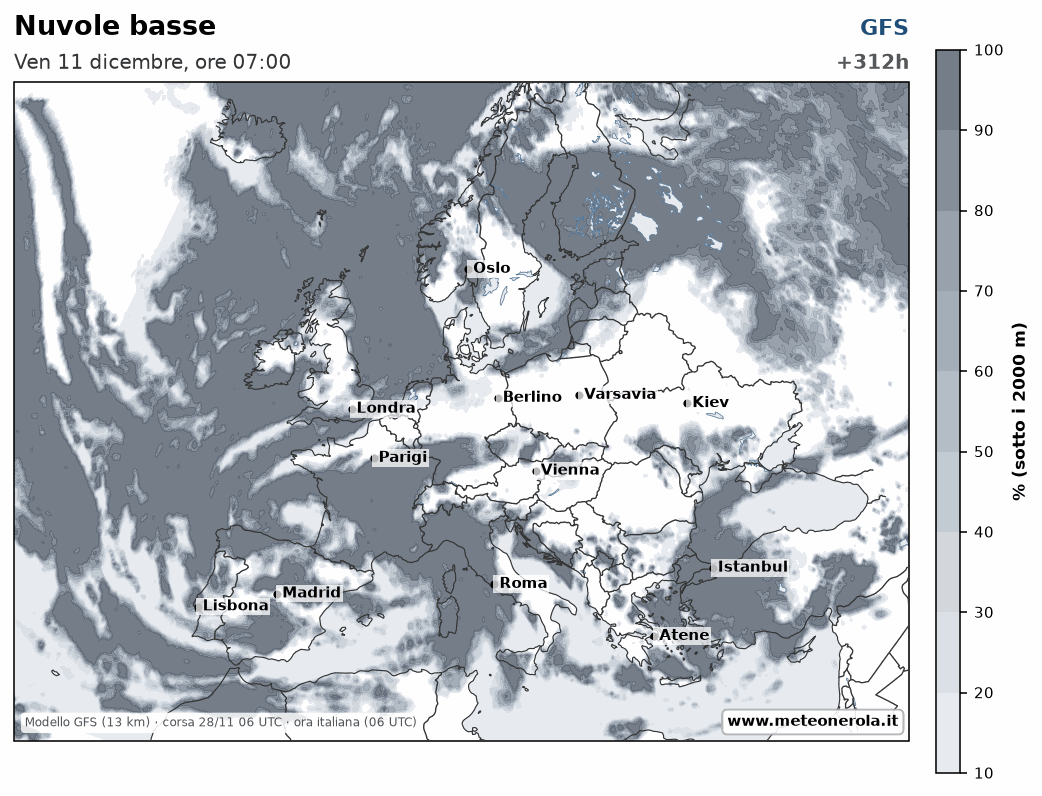 Nuvole basse
GFS
Ven 11 dicembre, ore 07:00
+312h
100
90
80
70
60
50
40
30
20
10
% (sotto i 2000 m)
Oslo
Londra
Berlino
Varsavia
Kiev
Parigi
Vienna
Istanbul
Roma
Madrid
Lisbona
Atene
Modello GFS (13 km) · corsa 28/11 06 UTC · ora italiana (06 UTC)
www.meteonerola.it